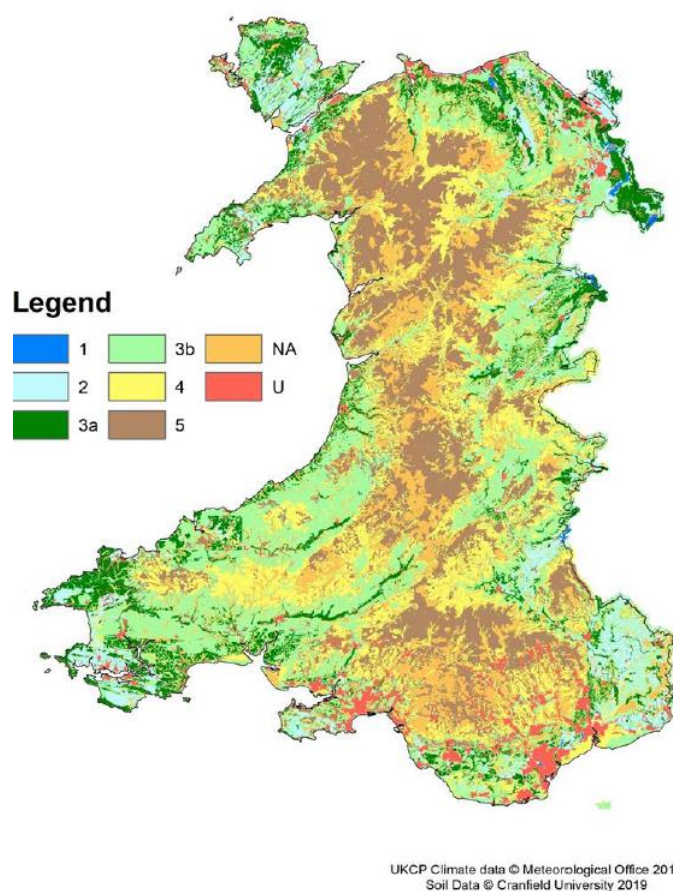 p
Legend
1 3b NA
2 4 U
3a 5
UKCP Climate data © Meteorological Office 201
Soil Data © Cranfield University 2019